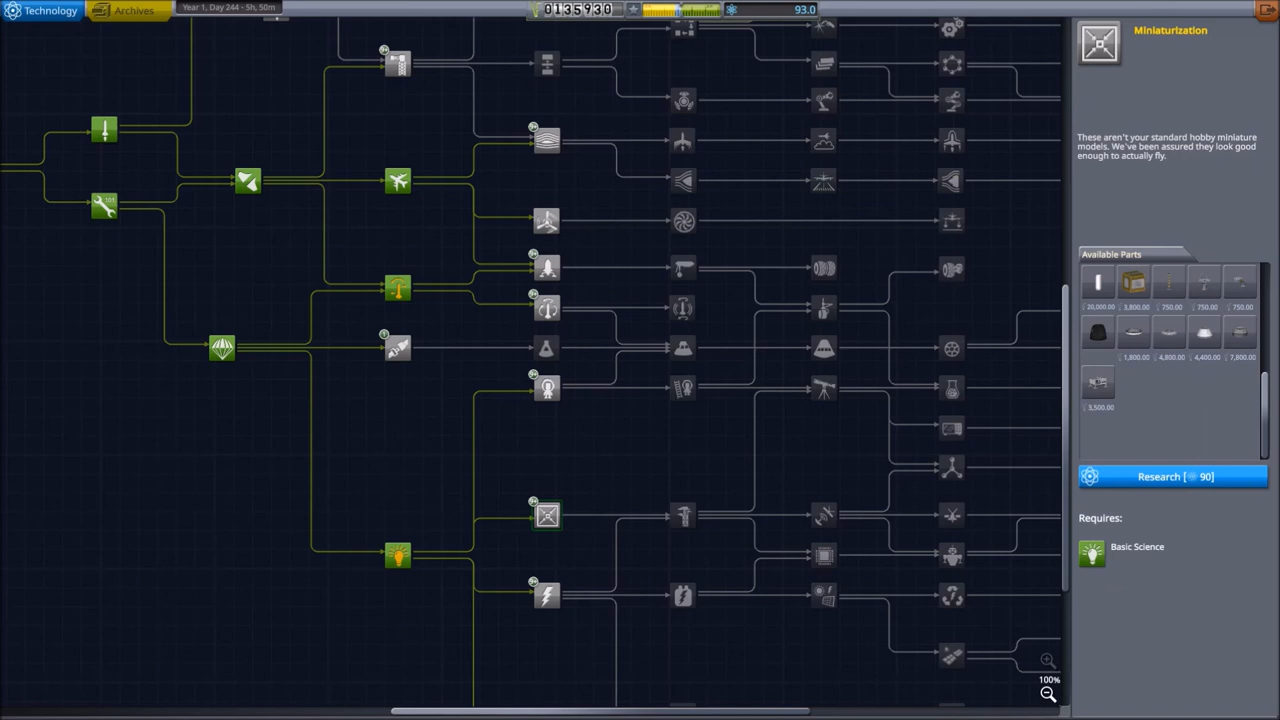 Technology
Archives
Year 1, Day 244 - 5h, 50m
0135930
93.0
Miniaturization
These aren't your standard hobby miniature
models. We've been assured they look good
enough to actually fly.
Available Parts
20,000.00 3,800.00 750.00 750.00 750.00
1,800.00 4,800.00 4,400.00 7,800.00
3,500.00
Research [ 90]
Requires:
Basic Science
101
100%